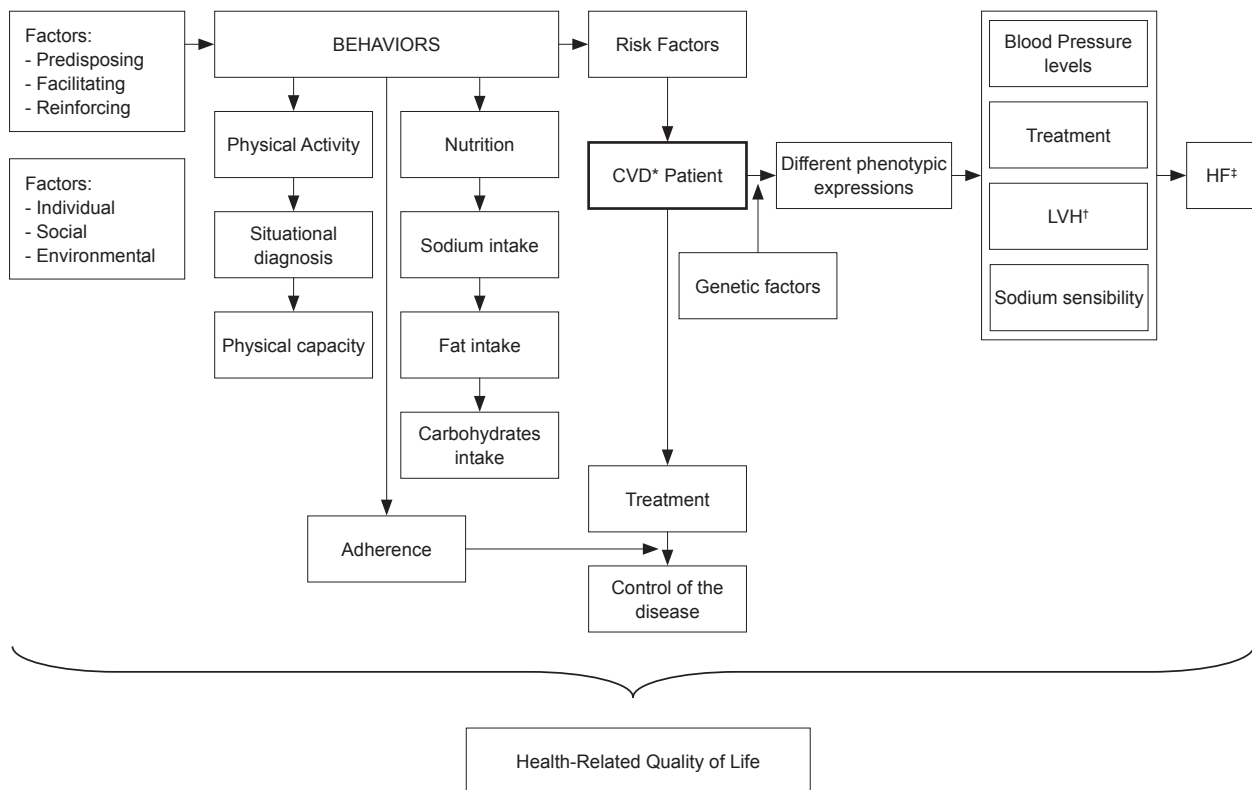 Factors:
- Predisposing
- Facilitating
- Reinforcing
BEHAVIORS
Risk Factors
Blood Pressure
levels
Physical Activity
Nutrition
Treatment
Factors:
- Individual
- Social
- Environmental
CVD* Patient
Different phenotypic
expressions
HF‡
LVH†
Situational
diagnosis
Sodium intake
Genetic factors
Sodium sensibility
Physical capacity
Fat intake
Carbohydrates
intake
Treatment
Adherence
Control of the
disease
Health-Related Quality of Life